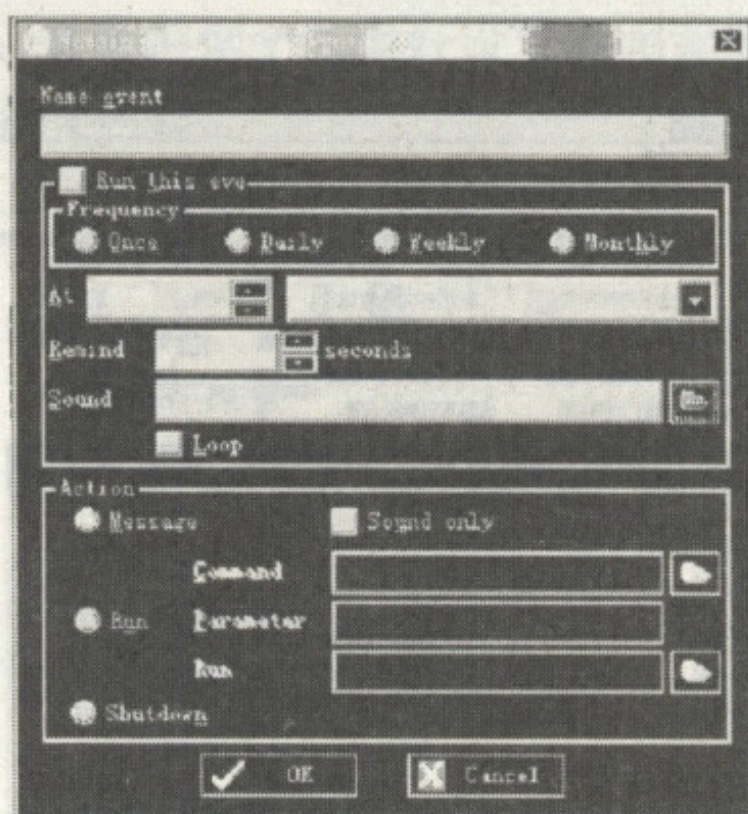 Name event
Run this eve
Frequency
Once Daily Weekly Monthly
At
Remind seconds
Sound
Loop
Action
Message Sound only
Command
Run Parameter
Run
Shutdown
OK Cancel